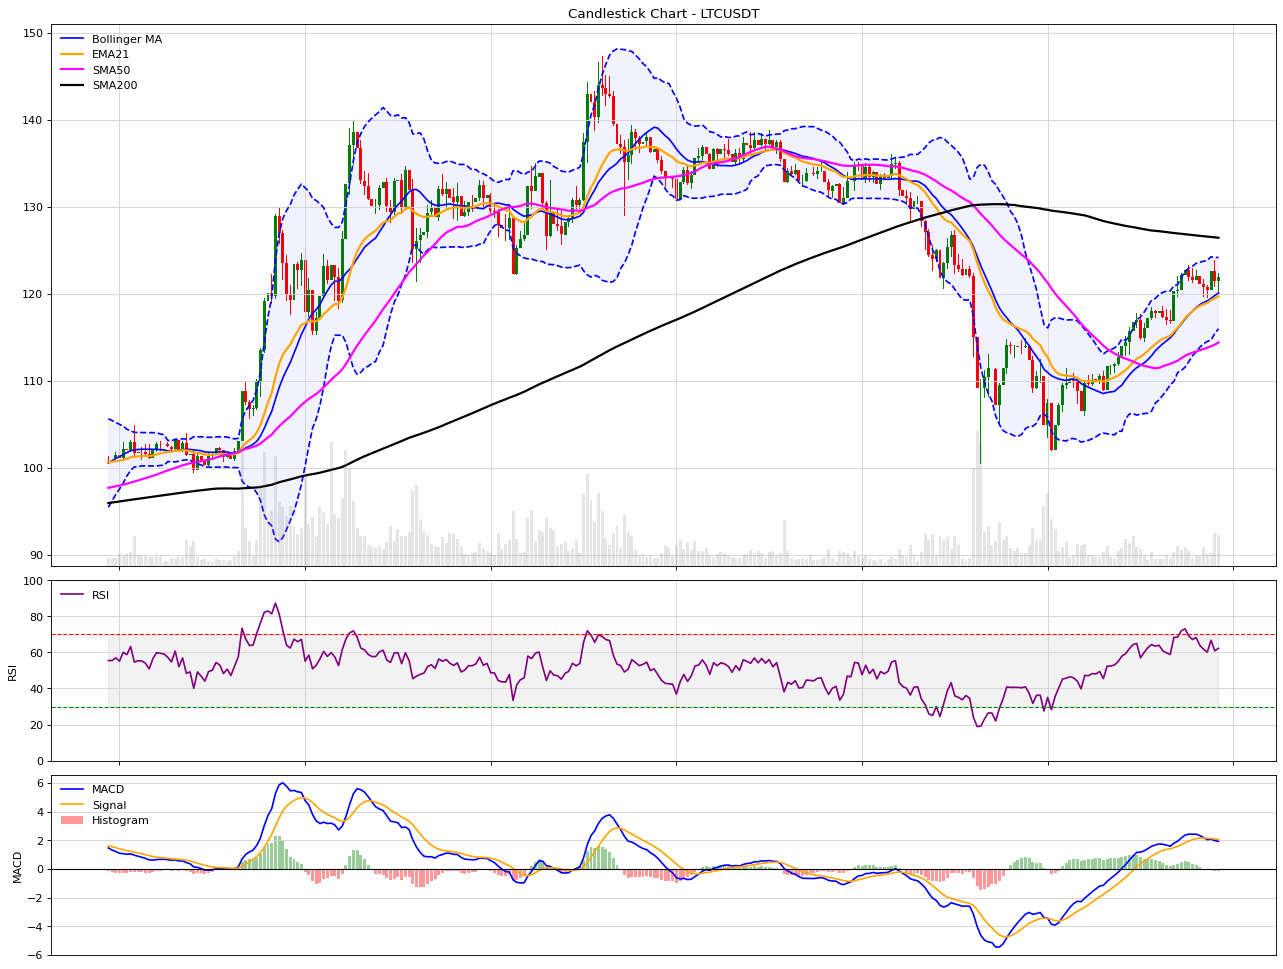 Candlestick Chart - LTCUSDT
150
140
130
120
110
100
90
Bollinger MA
EMA21
SMA50
SMA200
100
80
60
40
20
0
RSI
RSI
6
4
2
0
−2
−4
−6
MACD
MACD
Signal
Histogram